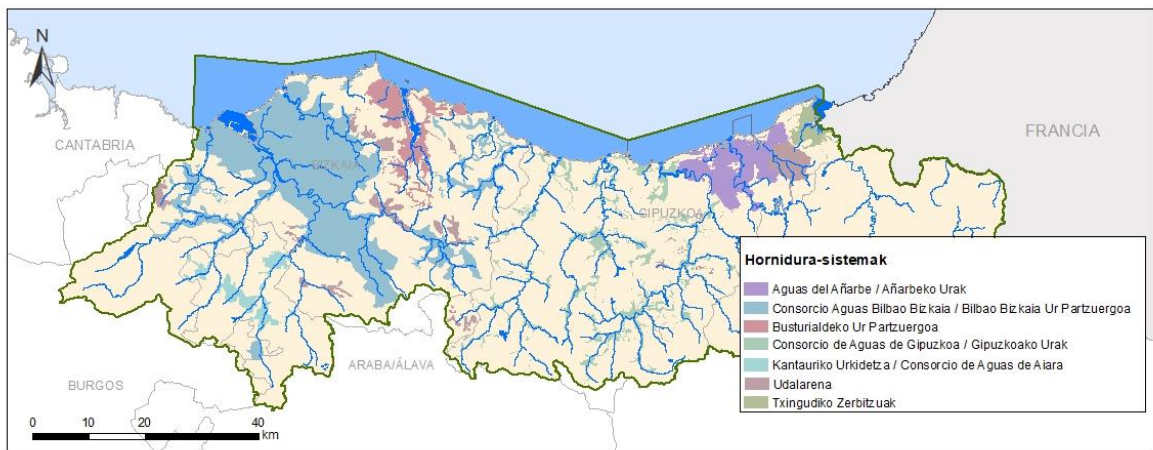 N
CANTABRIA
BIZKAIA
FRANCIA
GIPUZKOA
Hornidura-sistemak
Aguas del Añarbe / Añarbeko Urak
Consorcio Aguas Bilbao Bizkaia / Bilbao Bizkaia Ur Partzuergoa
Busturialdeko Ur Partzuergoa
Consorcio de Aguas de Gipuzkoa / Gipuzkoako Urak
Kantauriko Urkidetza / Consorcio de Aguas de Aiara
Udalarena
Txingudiko Zerbitzuak
ARABA/ÁLAVA
BURGOS
0 10 20 40
km